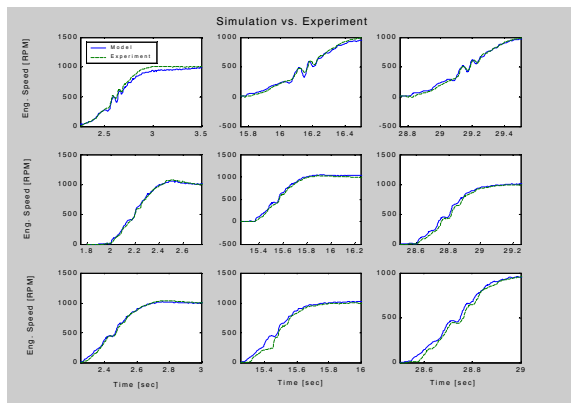 Simulation vs. Experiment
Eng. Speed [RPM]
1500
1000
500
0
Model
Experiment
2.5 3 3.5
1500
1000
500
0
-500
15.8 16 16.2 16.4
1500
1000
500
0
-500
28.8 29 29.2 29.4
Eng. Speed [RPM]
1500
1000
500
0
1.8 2 2.2 2.4 2.6
1500
1000
500
0
-500
15.4 15.6 15.8 16 16.2
1500
1000
500
0
28.6 28.8 29 29.2
Eng. Speed [RPM]
1500
1000
500
0
2.4 2.6 2.8 3
Time [sec]
1500
1000
500
0
15.4 15.6 15.8 16
Time [sec]
1000
500
0
28.6 28.8 29
Time [sec]